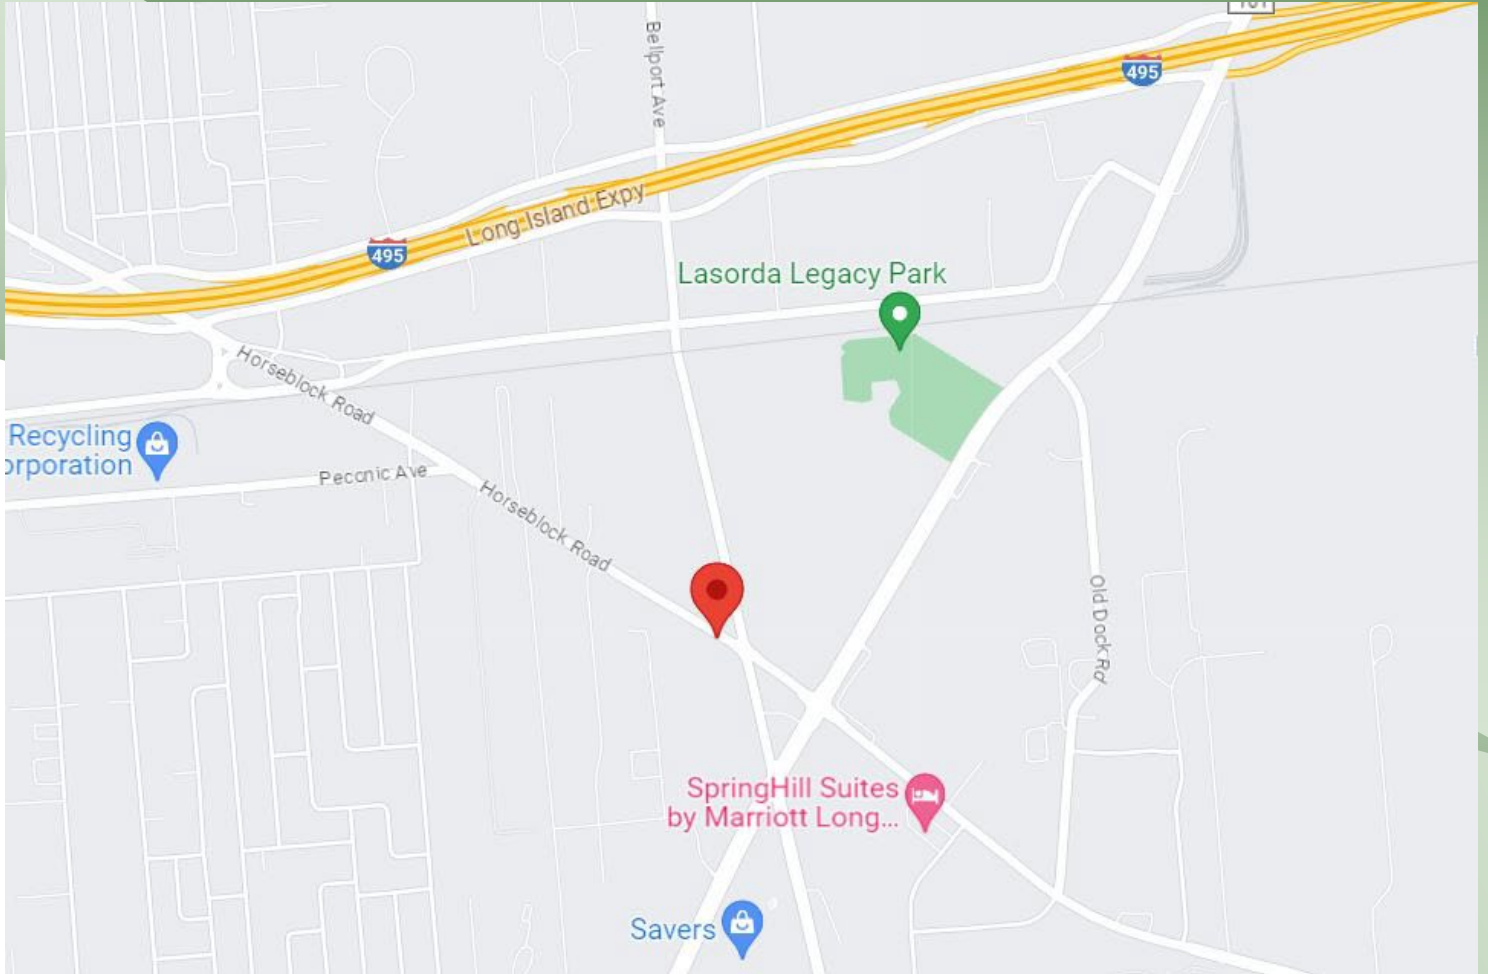 Bellport Ave
495
Long Island Expy
495
Lasorda Legacy Park
Horseblock Road
Recycling
orporation
Peconic Ave
Horseblock Road
Old Dock Rd
SpringHill Suites
by Marriott Long...
Savers